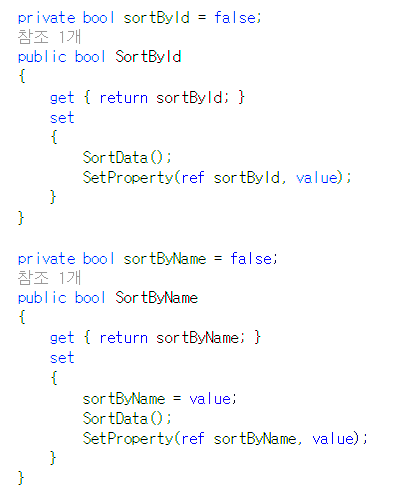 private bool sortById = false;
참조 1개
public bool SortById
{
    get { return sortById; }
    set
    {
        SortData();
        SetProperty(ref sortById, value);
    }
}

private bool sortByName = false;
참조 1개
public bool SortByName
{
    get { return sortByName; }
    set
    {
        sortByName = value;
        SortData();
        SetProperty(ref sortByName, value);
    }
}